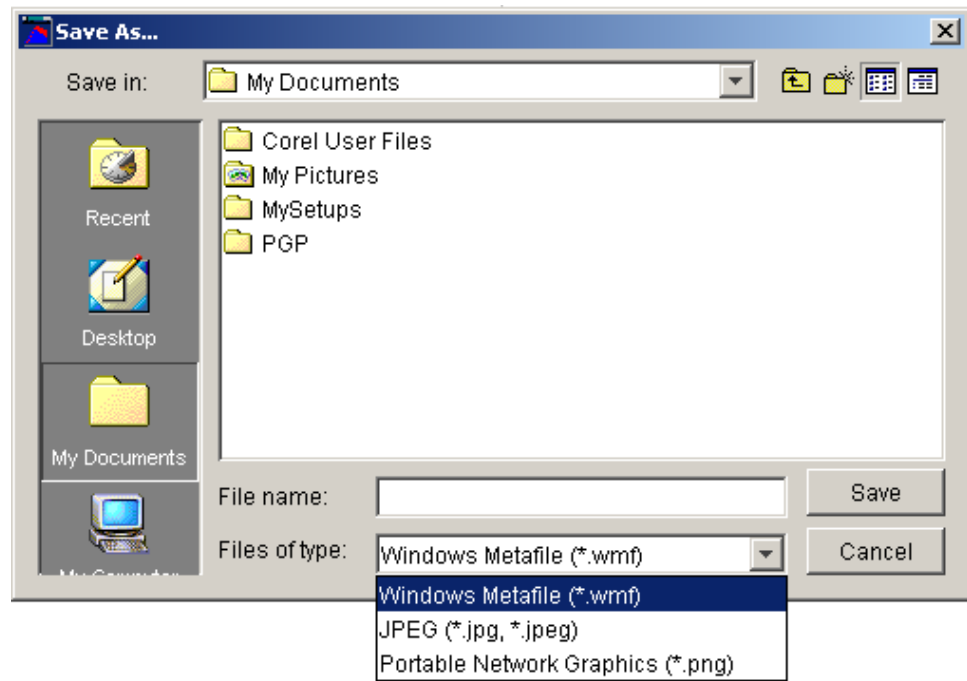 Save As...
Save in:
My Documents
Recent
Desktop
My Documents
Corel User Files
My Pictures
MySetups
PGP
File name:
Save
Files of type:
Windows Metafile (*.wmf)
Cancel
Windows Metafile (*.wmf)
JPEG (*.jpg, *.jpeg)
Portable Network Graphics (*.png)